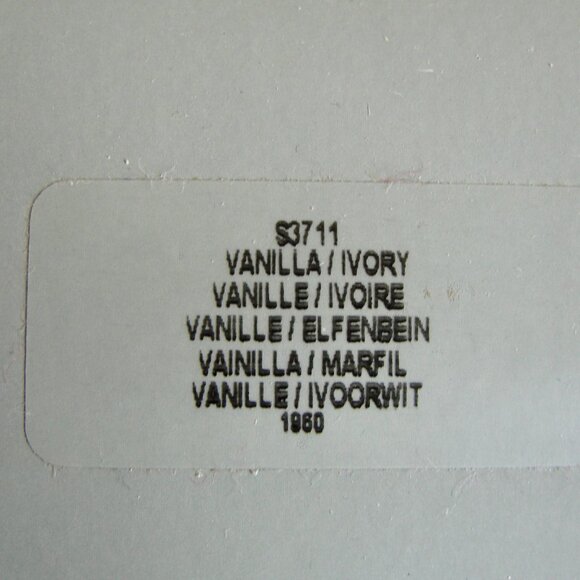 S3711
VANILLA / IVORY
VANILLE / IVOIRE
VANILLE / ELFENBEIN
VAINILLA / MARFIL
VANILLE / IVOORWIT
1960